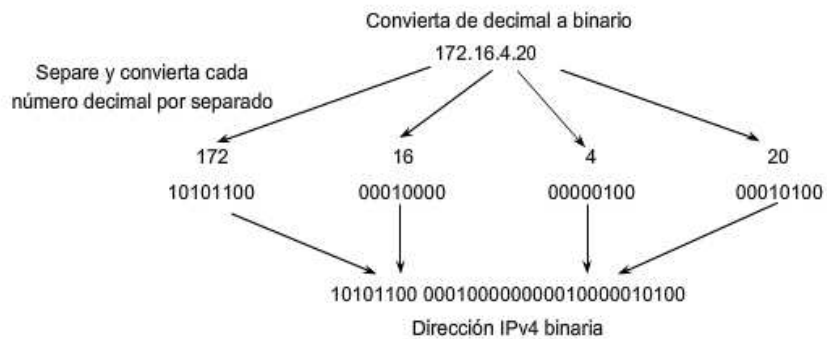 Convierta de decimal a binario
172.16.4.20
Separe y convierta cada
número decimal por separado
172 16 4 20
10101100 00010000 00000100 00010100
10101100 000100000000010000010100
Dirección IPv4 binaria